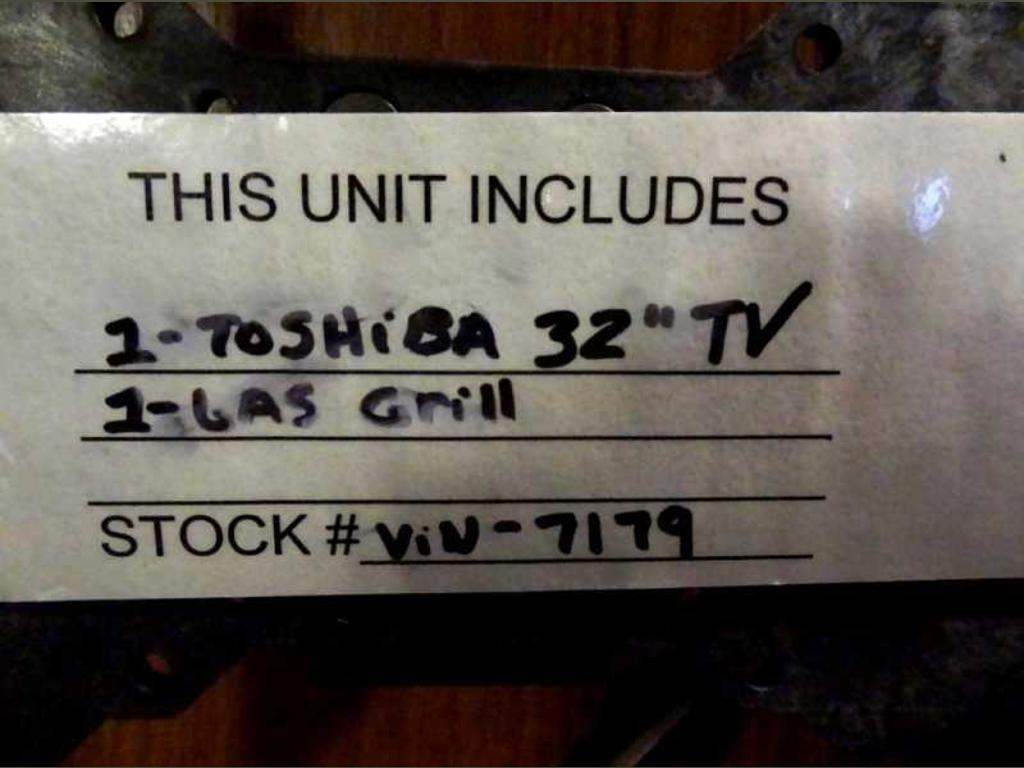 THIS UNIT INCLUDES
1-TOSHiBA 32" TV
1-GAS Grill
STOCK # ViN-7179